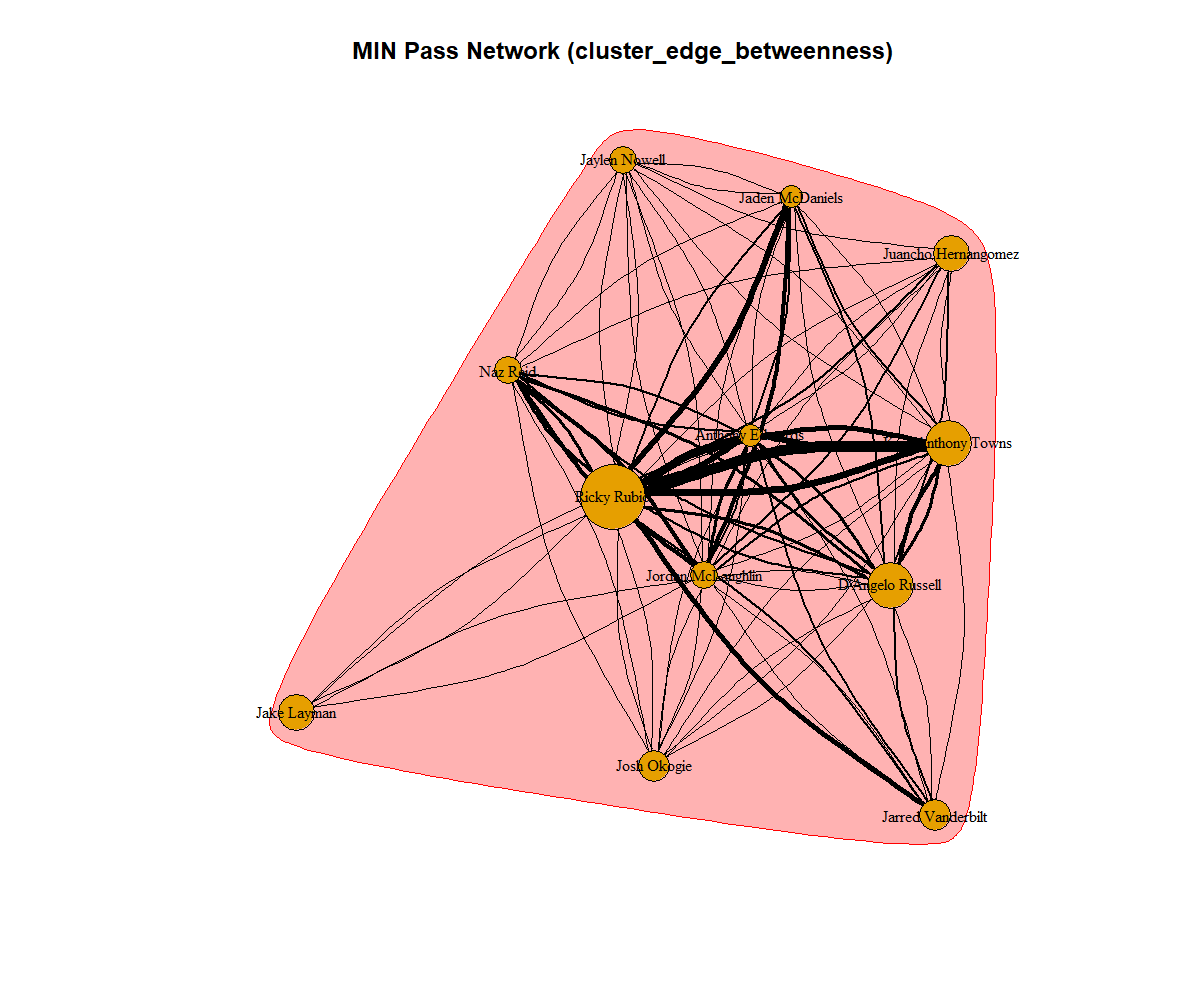 MIN Pass Network (cluster_edge_betweenness)
Jaylen Nowell
Jaden McDaniels
Juancho Hernangomez
Naz Reid
Anthony Edwards
Anthony Towns
Ricky Rubio
Jordan McLaughlin
D'Angelo Russell
Jake Layman
Josh Okogie
Jarred Vanderbilt